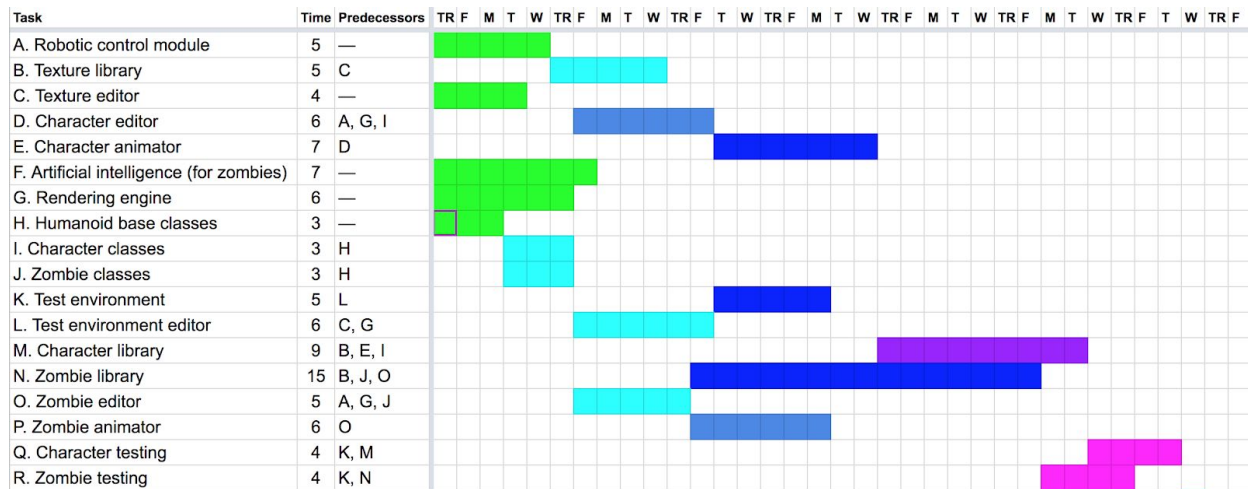 Task Time Predecessors TR F M T W TR F M T W TR F T W TR F M T W TR F M T W TR F M T W TR F T W TR F
A. Robotic control module 5 —
B. Texture library 5 C
C. Texture editor 4 —
D. Character editor 6 A, G, I
E. Character animator 7 D
F. Artificial intelligence (for zombies) 7 —
G. Rendering engine 6 —
H. Humanoid base classes 3 —
I. Character classes 3 H
J. Zombie classes 3 H
K. Test environment 5 L
L. Test environment editor 6 C, G
M. Character library 9 B, E, I
N. Zombie library 15 B, J, O
O. Zombie editor 5 A, G, J
P. Zombie animator 6 O
Q. Character testing 4 K, M
R. Zombie testing 4 K, N